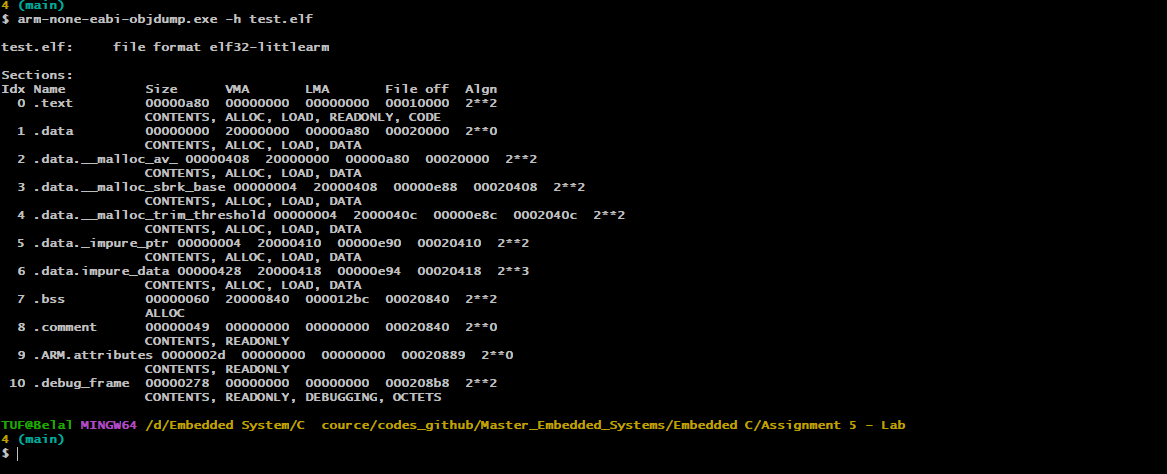 4 (main)
$ arm-none-eabi-objdump.exe -h test.elf
test.elf:     file format elf32-littlearm
Sections:
Idx Name          Size      VMA       LMA       File off  Algn
  0 .text         00000a80  00000000  00000000  00010000  2**2
                  CONTENTS, ALLOC, LOAD, READONLY, CODE
  1 .data         00000000  20000000  00000a80  00020000  2**0
                  CONTENTS, ALLOC, LOAD, DATA
  2 .data.__malloc_av_ 00000408  20000000  00000a80  00020000  2**2
                  CONTENTS, ALLOC, LOAD, DATA
  3 .data.__malloc_sbrk_base 00000004  20000408  00000e88  00020408  2**2
                  CONTENTS, ALLOC, LOAD, DATA
  4 .data.__malloc_trim_threshold 00000004  2000040c  00000e8c  0002040c  2**2
                  CONTENTS, ALLOC, LOAD, DATA
  5 .data._impure_ptr 00000004  20000410  00000e90  00020410  2**2
                  CONTENTS, ALLOC, LOAD, DATA
  6 .data.impure_data 00000428  20000418  00000e94  00020418  2**3
                  CONTENTS, ALLOC, LOAD, DATA
  7 .bss          00000060  20000840  000012bc  00020840  2**2
                  ALLOC
  8 .comment      00000049  00000000  00000000  00020840  2**0
                  CONTENTS, READONLY
  9 .ARM.attributes 0000002d  00000000  00000000  00020889  2**0
                  CONTENTS, READONLY
 10 .debug_frame  00000278  00000000  00000000  000208b8  2**2
                  CONTENTS, READONLY, DEBUGGING, OCTETS
TUF@Belal MINGW64 /d/Embedded System/C  cource/codes_github/Master_Embedded_Systems/Embedded C/Assignment 5 - Lab
4 (main)
$